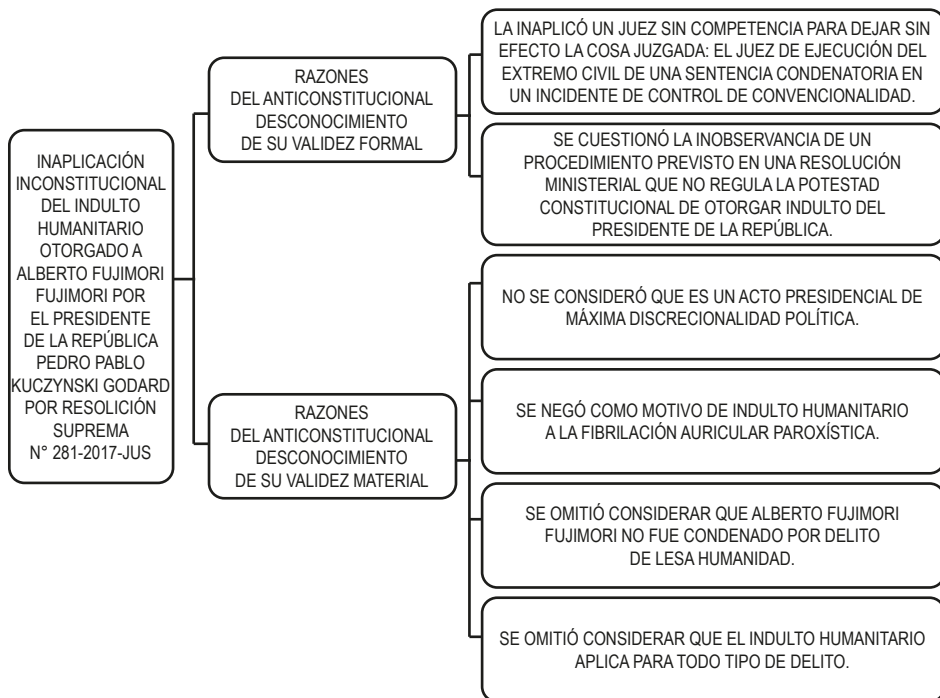 INAPLICACIÓN
INCONSTITUCIONAL
DEL INDULTO
HUMANITARIO
OTORGADO A
ALBERTO FUJIMORI
FUJIMORI POR
EL PRESIDENTE
DE LA REPÚBLICA
PEDRO PABLO
KUCZYNSKI GODARD
POR RESOLICIÓN
SUPREMA
N° 281-2017-JUS
RAZONES
DEL ANTICONSTITUCIONAL
DESCONOCIMIENTO
DE SU VALIDEZ FORMAL
LA INAPLICÓ UN JUEZ SIN COMPETENCIA PARA DEJAR SIN
EFECTO LA COSA JUZGADA: EL JUEZ DE EJECUCIÓN DEL
EXTREMO CIVIL DE UNA SENTENCIA CONDENATORIA EN
UN INCIDENTE DE CONTROL DE CONVENCIONALIDAD.
SE CUESTIONÓ LA INOBSERVANCIA DE UN
PROCEDIMIENTO PREVISTO EN UNA RESOLUCIÓN
MINISTERIAL QUE NO REGULA LA POTESTAD
CONSTITUCIONAL DE OTORGAR INDULTO DEL
PRESIDENTE DE LA REPÚBLICA.
RAZONES
DEL ANTICONSTITUCIONAL
DESCONOCIMIENTO
DE SU VALIDEZ MATERIAL
NO SE CONSIDERÓ QUE ES UN ACTO PRESIDENCIAL DE
MÁXIMA DISCRECIONALIDAD POLÍTICA.
SE NEGÓ COMO MOTIVO DE INDULTO HUMANITARIO
A LA FIBRILACIÓN AURICULAR PAROXÍSTICA.
SE OMITIÓ CONSIDERAR QUE ALBERTO FUJIMORI
FUJIMORI NO FUE CONDENADO POR DELITO
DE LESA HUMANIDAD.
SE OMITIÓ CONSIDERAR QUE EL INDULTO HUMANITARIO
APLICA PARA TODO TIPO DE DELITO.